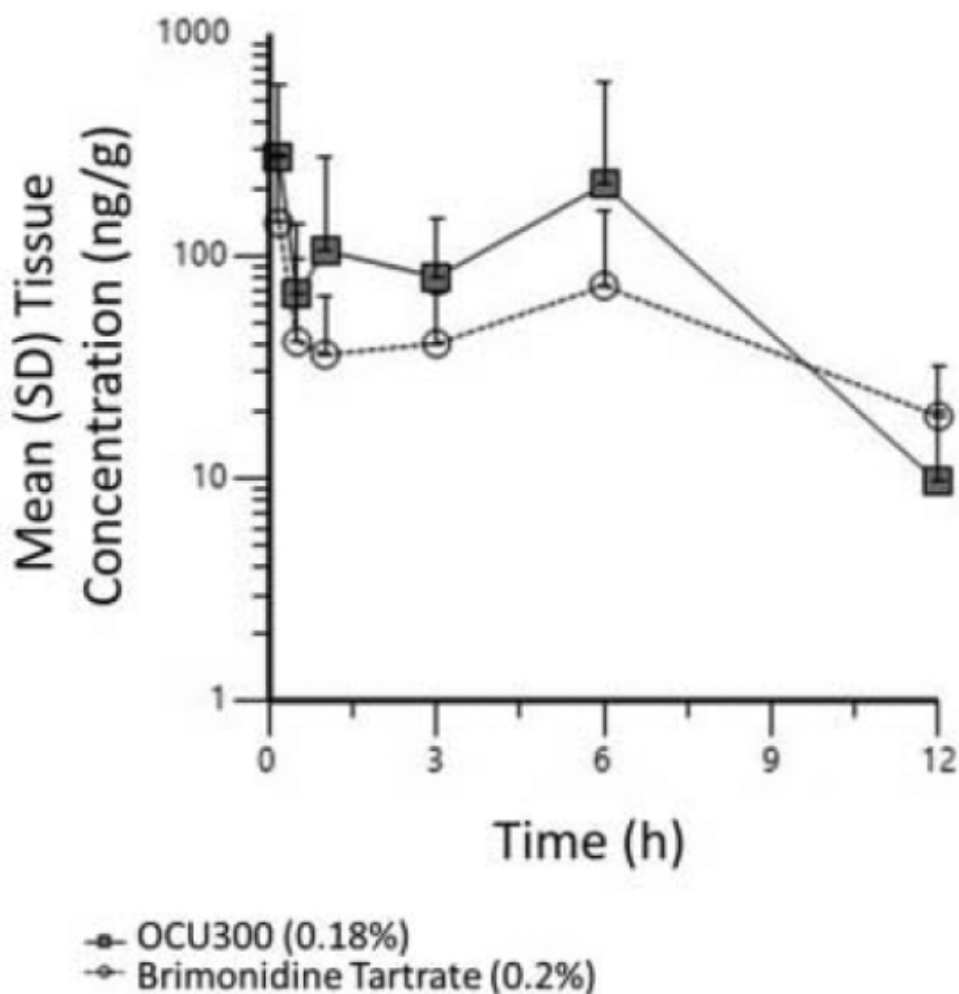 Mean (SD) Tissue
Concentration (ng/g)
1000
100
10
1
0 3 6 9 12
Time (h)
OCU300 (0.18%)
Brimonidine Tartrate (0.2%)